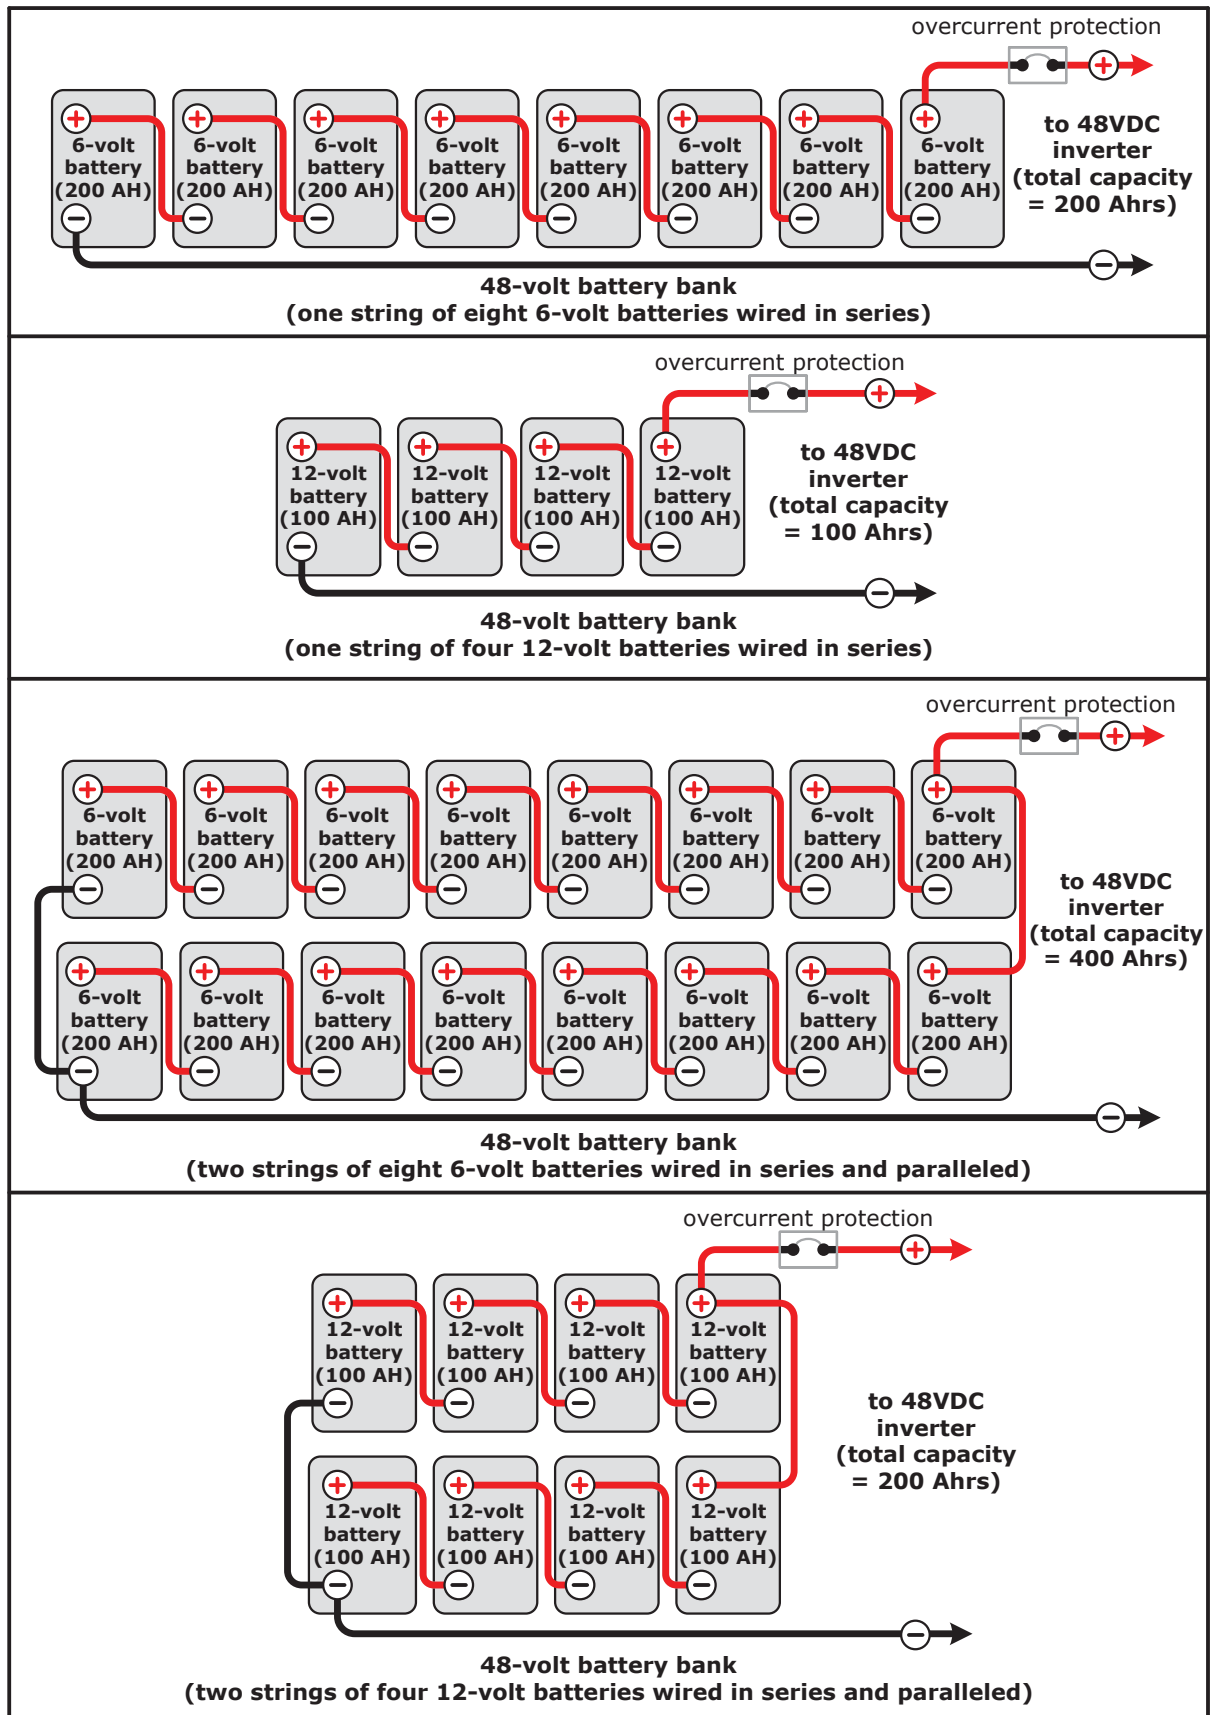 overcurrent protection
6-volt battery (200 AH)
6-volt battery (200 AH)
6-volt battery (200 AH)
6-volt battery (200 AH)
6-volt battery (200 AH)
6-volt battery (200 AH)
6-volt battery (200 AH)
6-volt battery (200 AH)
to 48VDC
inverter
(total capacity
= 200 Ahrs)
48-volt battery bank
(one string of eight 6-volt batteries wired in series)
overcurrent protection
12-volt battery (100 AH)
12-volt battery (100 AH)
12-volt battery (100 AH)
12-volt battery (100 AH)
to 48VDC
inverter
(total capacity
= 100 Ahrs)
48-volt battery bank
(one string of four 12-volt batteries wired in series)
overcurrent protection
6-volt battery (200 AH)
6-volt battery (200 AH)
6-volt battery (200 AH)
6-volt battery (200 AH)
6-volt battery (200 AH)
6-volt battery (200 AH)
6-volt battery (200 AH)
6-volt battery (200 AH)
to 48VDC
inverter
(total capacity
= 400 Ahrs)
6-volt battery (200 AH)
6-volt battery (200 AH)
6-volt battery (200 AH)
6-volt battery (200 AH)
6-volt battery (200 AH)
6-volt battery (200 AH)
6-volt battery (200 AH)
6-volt battery (200 AH)
48-volt battery bank
(two strings of eight 6-volt batteries wired in series and paralleled)
overcurrent protection
12-volt battery (100 AH)
12-volt battery (100 AH)
12-volt battery (100 AH)
12-volt battery (100 AH)
to 48VDC
inverter
(total capacity
= 200 Ahrs)
12-volt battery (100 AH)
12-volt battery (100 AH)
12-volt battery (100 AH)
12-volt battery (100 AH)
48-volt battery bank
(two strings of four 12-volt batteries wired in series and paralleled)